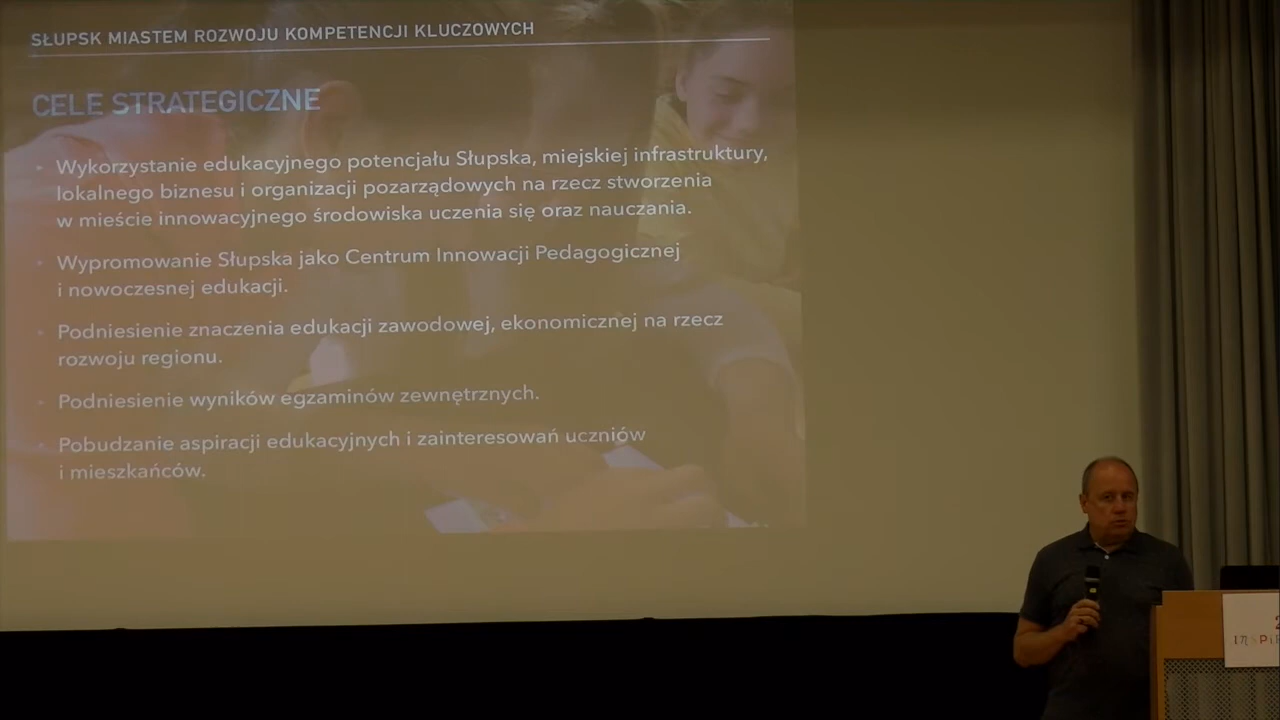 SŁUPSK MIASTEM ROZWOJU KOMPETENCJI KLUCZOWYCH
CELE STRATEGICZNE
• Wykorzystanie edukacyjnego potencjału Słupska, miejskiej infrastruktury,
lokalnego biznesu i organizacji pozarządowych na rzecz stworzenia
w mieście innowacyjnego środowiska uczenia się oraz nauczania.
• Wypromowanie Słupska jako Centrum Innowacji Pedagogicznej
i nowoczesnej edukacji.
• Podniesienie znaczenia edukacji zawodowej, ekonomicznej na rzecz
rozwoju regionu.
• Podniesienie wyników egzaminów zewnętrznych.
• Pobudzanie aspiracji edukacyjnych i zainteresowań uczniów
i mieszkańców.